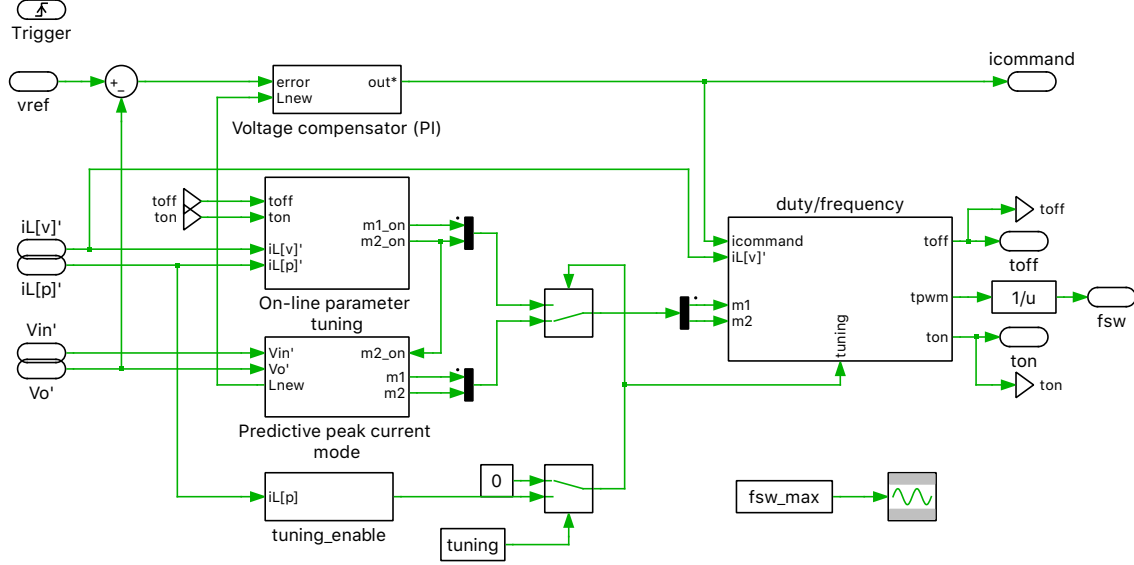 Trigger
icommand
vref
+
-
error
Lnew
out*
Voltage compensator (PI)
toff
ton
toff
ton
iL[v]'
iL[p]'
m1_on
m2_on
On-line parameter
tuning
iL[v]'
iL[p]'
duty/frequency
icommand
iL[v]'
m1
m2
tuning
toff
tpwm
ton
toff
toff
1/u
fsw
ton
ton
Vin'
Vo'
Vin'
Vo'
Lnew
m2_on
m1
m2
Predictive peak current
mode
iL[p]
tuning_enable
0
tuning
fsw_max